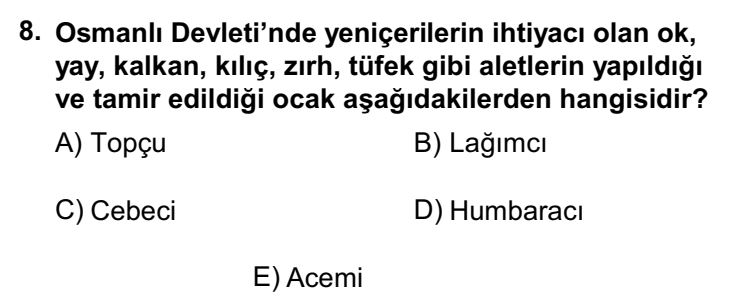 8. Osmanlı Devleti’nde yeniçerilerin ihtiyacı olan ok,
yay, kalkan, kılıç, zırh, tüfek gibi aletlerin yapıldığı
ve tamir edildiği ocak aşağıdakilerden hangisidir?
A) Topçu B) Lağımcı
C) Cebeci D) Humbaracı
E) Acemi